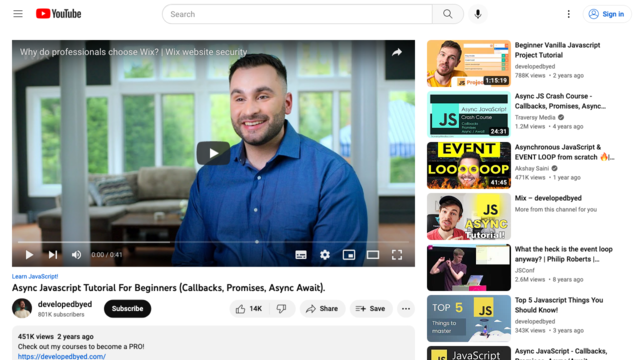 YouTube
Search
Sign in
Why do professionals choose Wix? | Wix website security
0:00 / 0:41
Learn JavaScript!
Async Javascript Tutorial For Beginners (Callbacks, Promises, Async Await).
developedbyed
801K subscribers
Subscribe
14K
Share
Save
451K views 2 years ago
Check out my courses to become a PRO!
https://developedbyed.com/
Project
1:15:19
Beginner Vanilla Javascript
Project Tutorial
developedbyed
788K views • 2 years ago
Async JavaScript
Crash Course
Callbacks
Promises
JS
24:31
Async JS Crash Course -
Callbacks, Promises, Async...
Traversy Media
1.2M views • 4 years ago
EVENT
LOOOOOOP
41:45
Asynchronous JavaScript &
EVENT LOOP from scratch 🔥|...
Akshay Saini
471K views • 1 year ago
JS
ASYNC
Tutorial!
Mix – developedbyed
More from this channel for you
What the heck is the event loop
anyway? | Philip Roberts |...
JSConf
2.6M views • 8 years ago
TOP 5
Things to
master
JS
Top 5 Javascript Things You
Should Know!
developedbyed
343K views • 3 years ago
JavaScript
Async JavaScript - Callbacks,